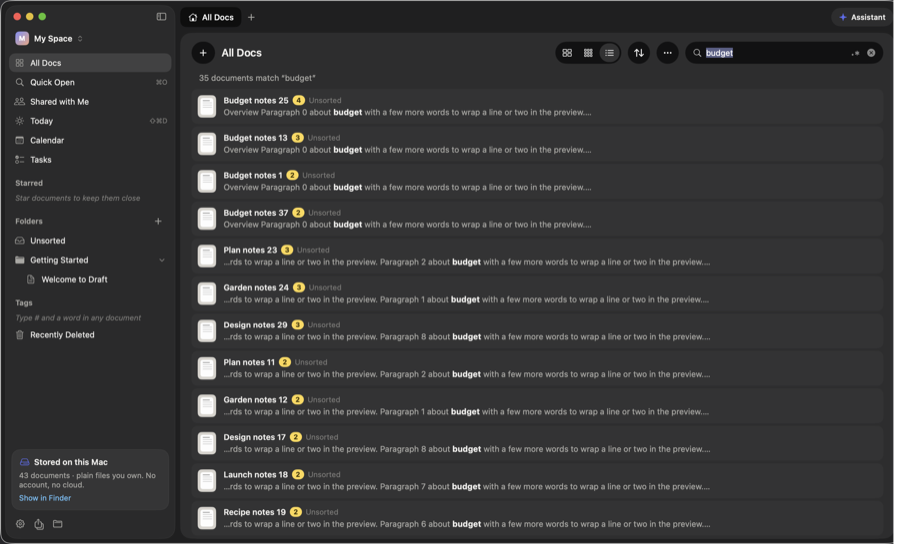 M My Space
All Docs
Quick Open ⌘O
Shared with Me
Today ⇧⌘D
Calendar
Tasks
Starred
Star documents to keep them close
Folders +
Unsorted
Getting Started
Welcome to Draft
Tags
Type # and a word in any document
Recently Deleted
Stored on this Mac
43 documents · plain files you own. No
account, no cloud.
Show in Finder
All Docs +
Assistant
+ All Docs
budget .*
35 documents match "budget"
Budget notes 25 4 Unsorted
Overview Paragraph 0 about budget with a few more words to wrap a line or two in the preview....
Budget notes 13 3 Unsorted
Overview Paragraph 0 about budget with a few more words to wrap a line or two in the preview....
Budget notes 1 2 Unsorted
Overview Paragraph 0 about budget with a few more words to wrap a line or two in the preview....
Budget notes 37 2 Unsorted
Overview Paragraph 0 about budget with a few more words to wrap a line or two in the preview....
Plan notes 23 3 Unsorted
...rds to wrap a line or two in the preview. Paragraph 2 about budget with a few more words to wrap a line or two in the preview....
Garden notes 24 3 Unsorted
...rds to wrap a line or two in the preview. Paragraph 1 about budget with a few more words to wrap a line or two in the preview....
Design notes 29 3 Unsorted
...rds to wrap a line or two in the preview. Paragraph 8 about budget with a few more words to wrap a line or two in the preview....
Plan notes 11 2 Unsorted
...rds to wrap a line or two in the preview. Paragraph 2 about budget with a few more words to wrap a line or two in the preview....
Garden notes 12 2 Unsorted
...rds to wrap a line or two in the preview. Paragraph 1 about budget with a few more words to wrap a line or two in the preview....
Design notes 17 2 Unsorted
...rds to wrap a line or two in the preview. Paragraph 8 about budget with a few more words to wrap a line or two in the preview....
Launch notes 18 2 Unsorted
...rds to wrap a line or two in the preview. Paragraph 7 about budget with a few more words to wrap a line or two in the preview....
Recipe notes 19 2 Unsorted
...rds to wrap a line or two in the preview. Paragraph 6 about budget with a few more words to wrap a line or two in the preview....